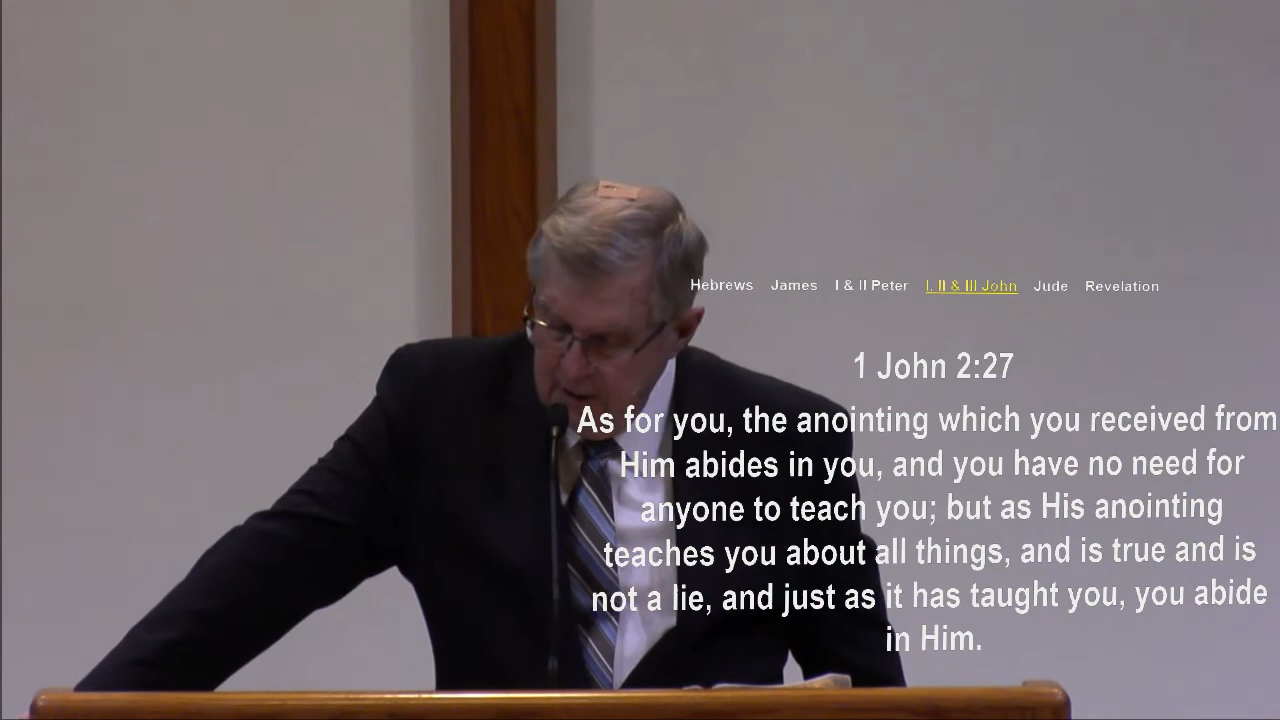 Hebrews James I & II Peter I, II & III John Jude Revelation
1 John 2:27
As for you, the anointing which you received from
Him abides in you, and you have no need for
anyone to teach you; but as His anointing
teaches you about all things, and is true and is
not a lie, and just as it has taught you, you abide
in Him.